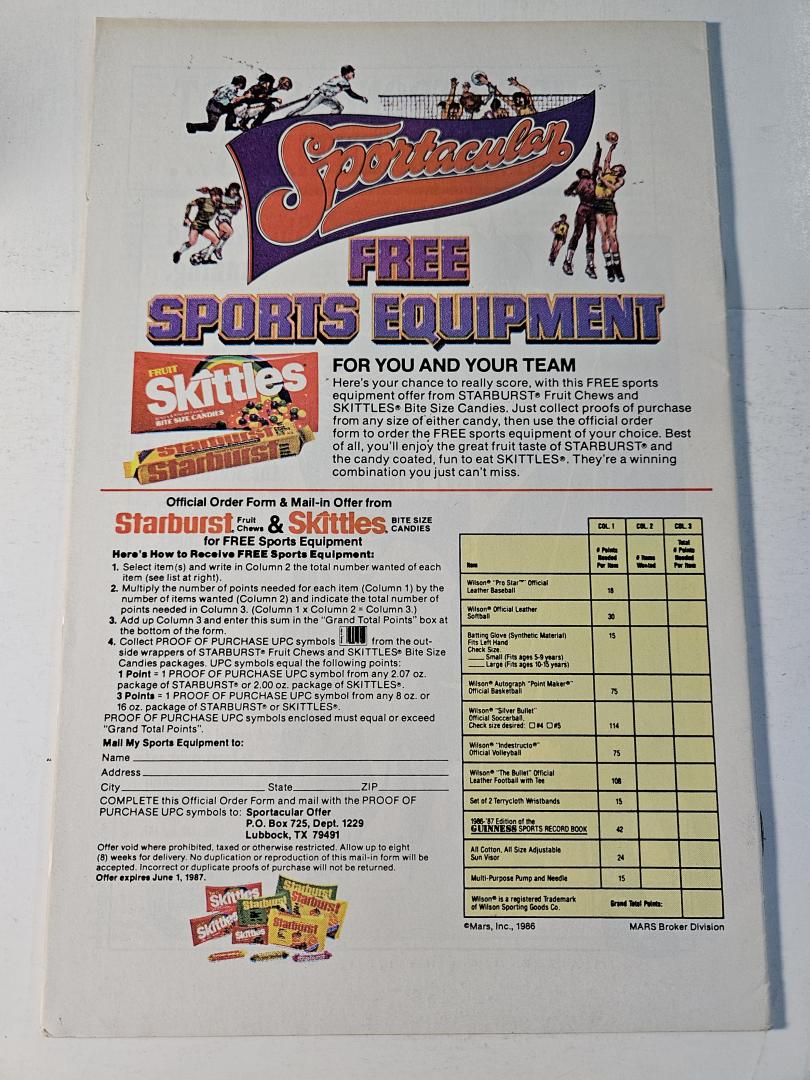 Sportacular
FREE
SPORTS EQUIPMENT
FRUIT
Skittles
BITE SIZE CANDIES
Starburst
Starburst
FOR YOU AND YOUR TEAM
Here's your chance to really score, with this FREE sports
equipment offer from STARBURST® Fruit Chews and
SKITTLES® Bite Size Candies. Just collect proofs of purchase
from any size of either candy, then use the official order
form to order the FREE sports equipment of your choice. Best
of all, you'll enjoy the great fruit taste of STARBURST® and
the candy coated, fun to eat SKITTLES®. They're a winning
combination you just can't miss.
Official Order Form & Mail-in Offer from
Starburst. Fruit Chews & Skittles. BITE SIZE CANDIES
for FREE Sports Equipment
Here's How to Receive FREE Sports Equipment:
1. Select item(s) and write in Column 2 the total number wanted of each
item (see list at right).
2. Multiply the number of points needed for each item (Column 1) by the
number of items wanted (Column 2) and indicate the total number of
points needed in Column 3. (Column 1 x Column 2 = Column 3.)
3. Add up Column 3 and enter this sum in the "Grand Total Points" box at
the bottom of the form.
4. Collect PROOF OF PURCHASE UPC symbols from the out-
side wrappers of STARBURST® Fruit Chews and SKITTLES® Bite Size
Candies packages. UPC symbols equal the following points:
1 Point = 1 PROOF OF PURCHASE UPC symbol from any 2.07 oz.
package of STARBURST® or 2.00 oz. package of SKITTLES®.
3 Points = 1 PROOF OF PURCHASE UPC symbol from any 8 oz. or
16 oz. package of STARBURST® or SKITTLES®.
PROOF OF PURCHASE UPC symbols enclosed must equal or exceed
"Grand Total Points".
Mail My Sports Equipment to:
Name
Address
City State ZIP
COMPLETE this Official Order Form and mail with the PROOF OF
PURCHASE UPC symbols to: Sportacular Offer
P.O. Box 725, Dept. 1229
Lubbock, TX 79491
Offer void where prohibited, taxed or otherwise restricted. Allow up to eight
(8) weeks for delivery. No duplication or reproduction of this mail-in form will be
accepted. Incorrect or duplicate proofs of purchase will not be returned.
Offer expires June 1, 1987.
Skittles
Starburst
Starburst
Starburst
Skittles
Skittles
Starburst
COL. 1 COL. 2 COL. 3
Item # Points Needed Per Item # Items Wanted Total # Points Needed Per Item
Wilson® "Pro Star™" Official
Leather Baseball 18
Wilson® Official Leather
Softball 30
Batting Glove (Synthetic Material) 15
Fits Left Hand
Check Size.
Small (Fits ages 5-9 years)
Large (Fits ages 10-15 years)
Wilson® Autograph "Point Maker®"
Official Basketball 75
Wilson® "Silver Bullet"
Official Soccerball.
Check size desired: ☐ #4 ☐ #5 114
Wilson® "Indestructo®"
Official Volleyball 75
Wilson® "The Bullet" Official
Leather Football with Tee 108
Set of 2 Terrycloth Wristbands 15
1986-'87 Edition of the
GUINNESS SPORTS RECORD BOOK 42
All Cotton, All Size Adjustable
Sun Visor 24
Multi-Purpose Pump and Needle 15
Wilson® is a registered Trademark
of Wilson Sporting Goods Co. Grand Total Points:
©Mars, Inc., 1986 MARS Broker Division